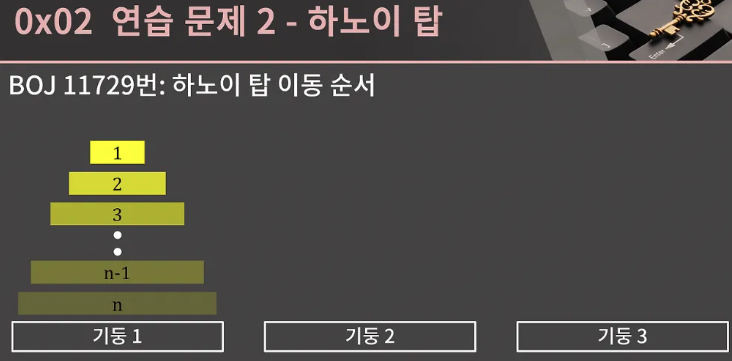 0x02 연습 문제 2 - 하노이 탑
Enter
BOJ 11729번: 하노이 탑 이동 순서
1
2
3
n-1
n
기둥 1 기둥 2 기둥 3